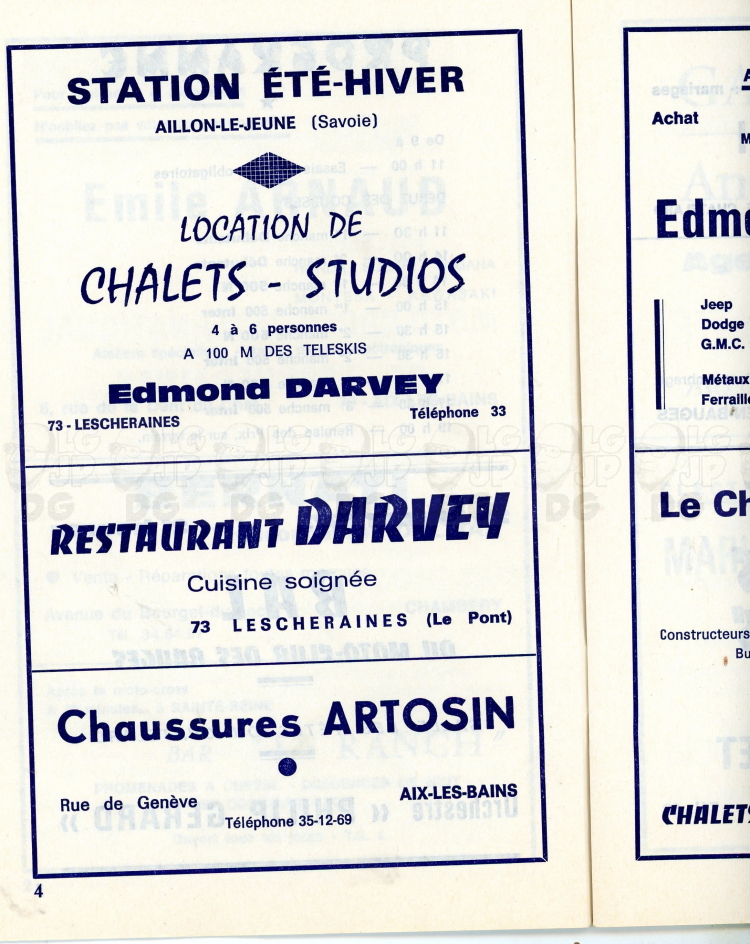 STATION ÉTÉ-HIVER
AILLON-LE-JEUNE (Savoie)
LOCATION DE
CHALETS - STUDIOS
4 à 6 personnes
A 100 M DES TELESKIS
Edmond DARVEY
73 - LESCHERAINES
Téléphone 33
RESTAURANT DARVEY
Cuisine soignée
73 LESCHERAINES (Le Pont)
Chaussures ARTOSIN
Rue de Genève
AIX-LES-BAINS
Téléphone 35-12-69
4
Achat
Jeep
Dodge
G.M.C.
Métaux
Le
Constructeurs
CHALETS